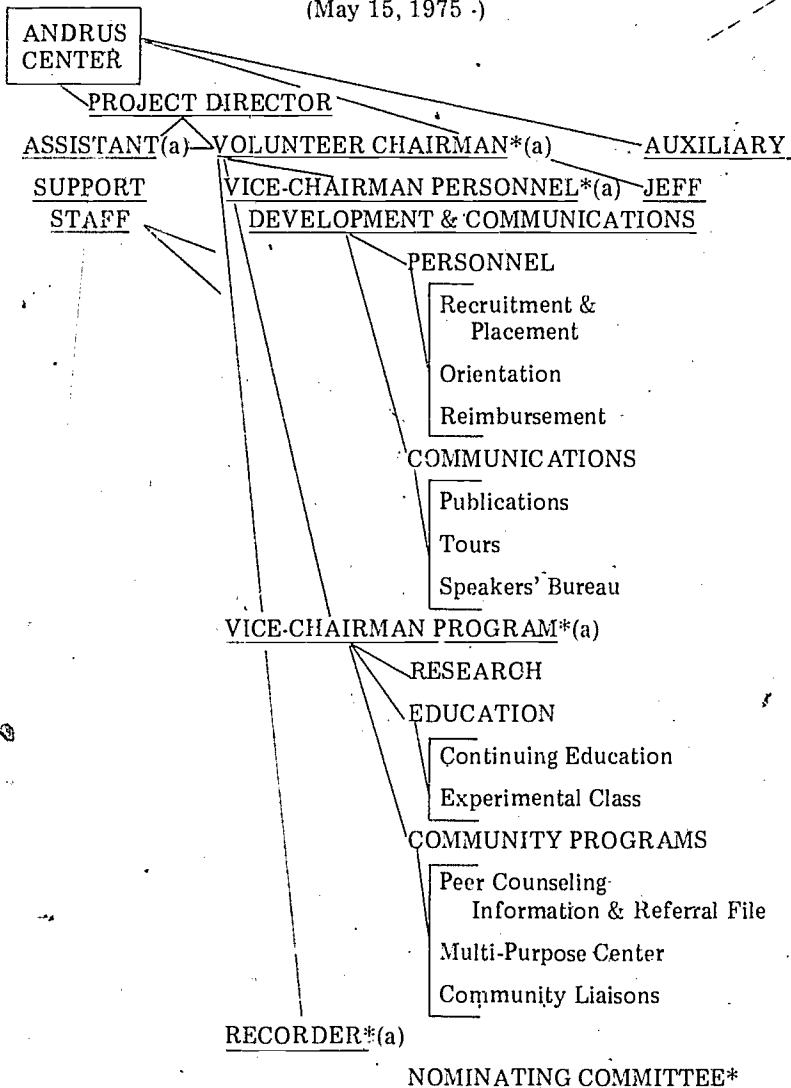 (May 15, 1975 -)
ANDRUS
CENTER
PROJECT DIRECTOR
ASSISTANT(a) VOLUNTEER CHAIRMAN*(a) AUXILIARY
SUPPORT VICE-CHAIRMAN PERSONNEL*(a) JEFF
STAFF DEVELOPMENT & COMMUNICATIONS
PERSONNEL
Recruitment &
Placement
Orientation
Reimbursement
COMMUNICATIONS
Publications
Tours
Speakers' Bureau
VICE-CHAIRMAN PROGRAM*(a)
RESEARCH
EDUCATION
Continuing Education
Experimental Class
COMMUNITY PROGRAMS
Peer Counseling
Information & Referral File
Multi-Purpose Center
Community Liaisons
RECORDER*(a)
NOMINATING COMMITTEE*